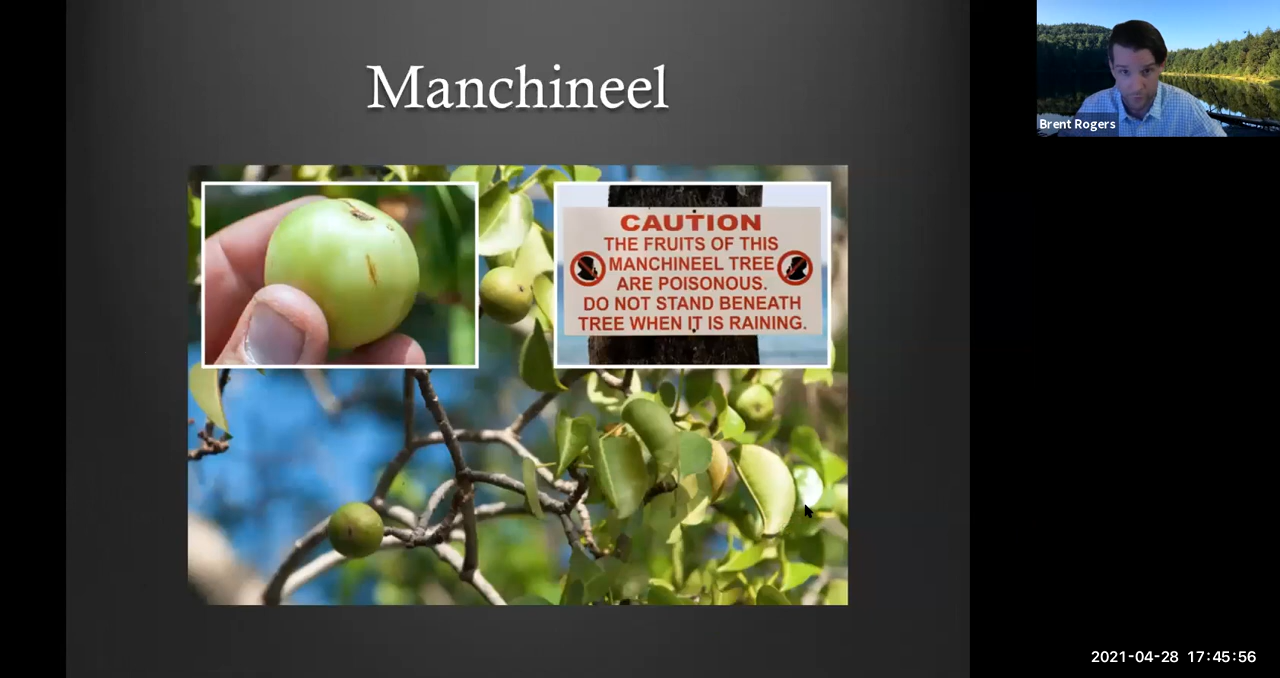 Manchineel
CAUTION
THE FRUITS OF THIS
MANCHINEEL TREE
ARE POISONOUS.
DO NOT STAND BENEATH
TREE WHEN IT IS RAINING.
Brent Rogers
2021-04-28 17:45:56